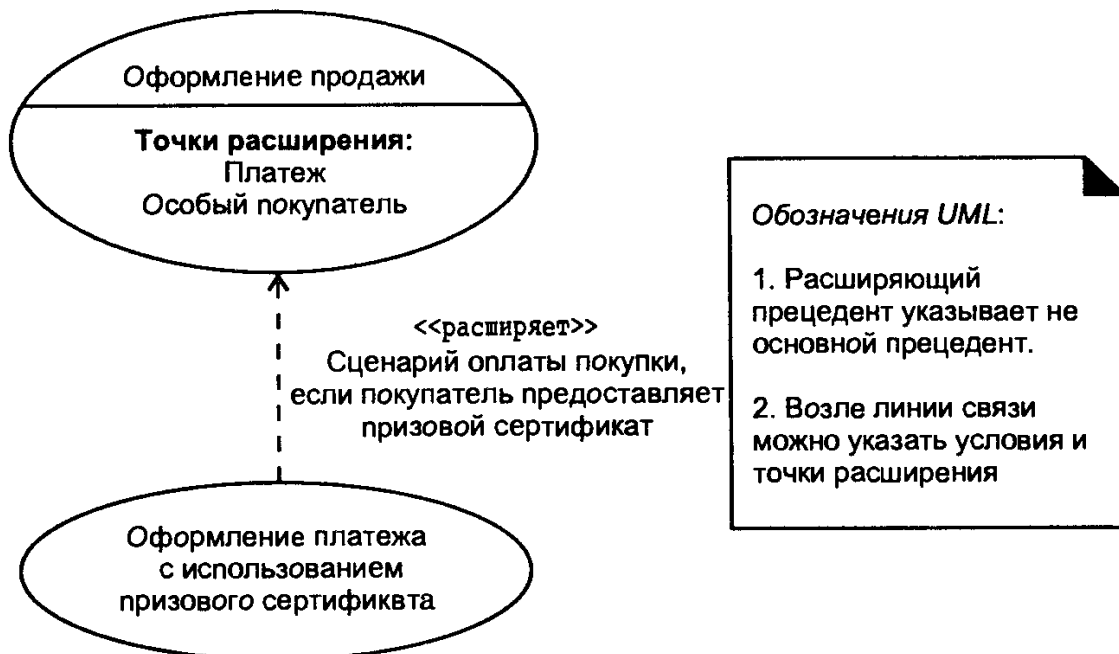 Оформление продажи
Точки расширения:
Платеж
Особый покупатель
<<расширяет>>
Сценарий оплаты покупки,
если покупатель предоставляет
призовой сертификат
Оформление платежа
с использованием
призового сертификвта
Обозначения UML:
1. Расширяющий
прецедент указывает не
основной прецедент.
2. Возле линии связи
можно указать условия и
точки расширения